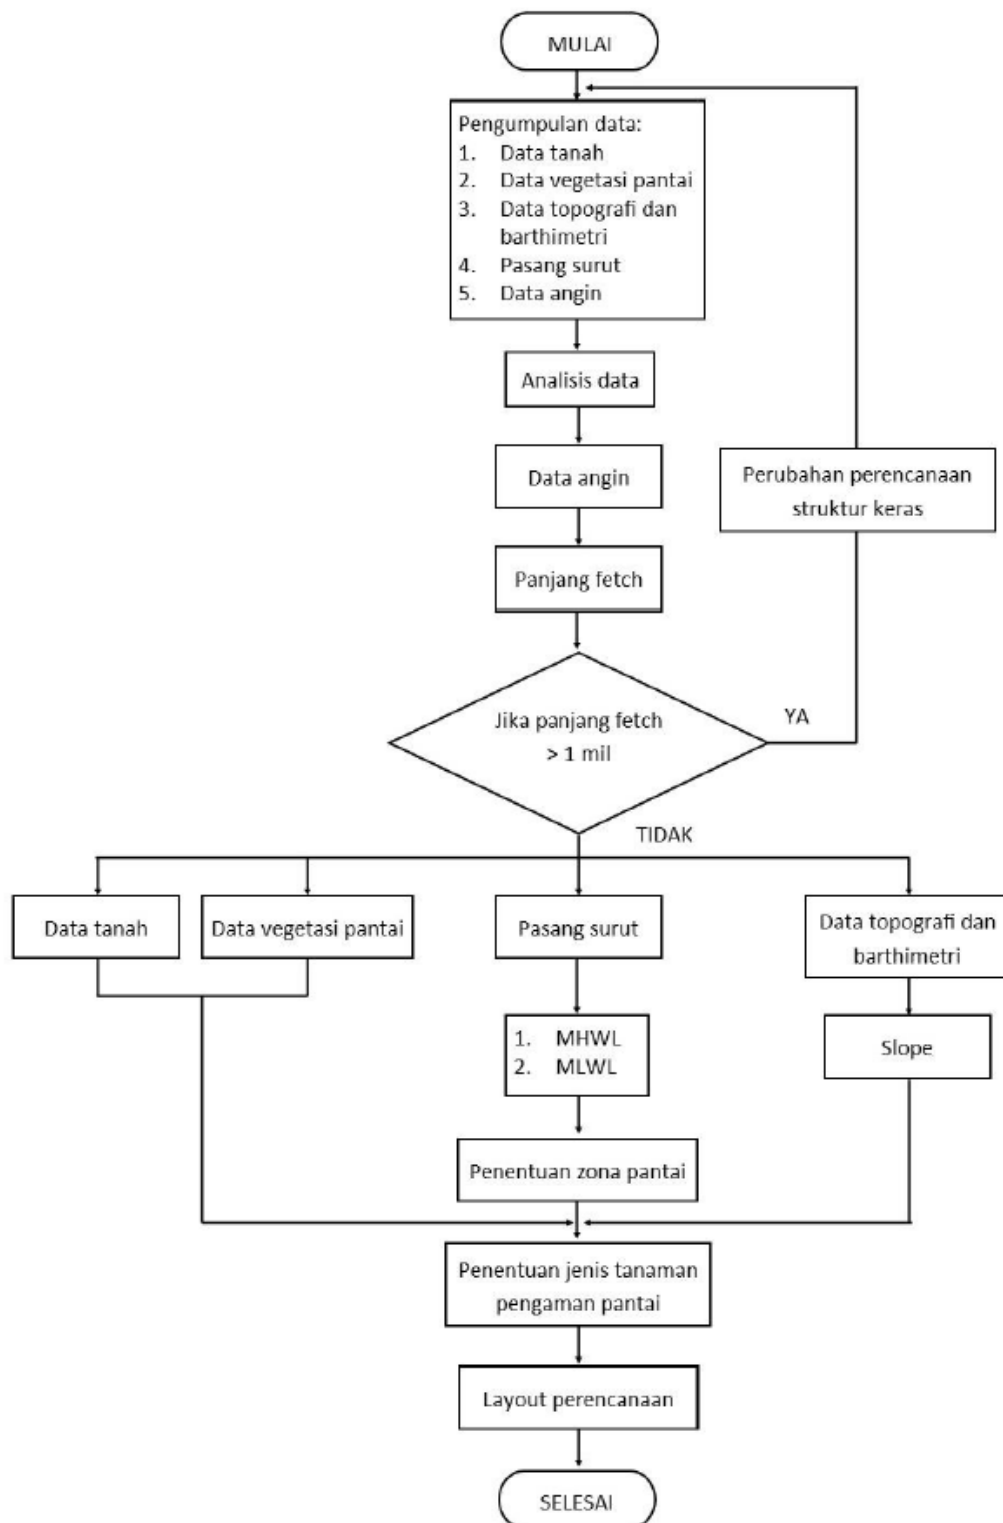 MULAI
Pengumpulan data:
1. Data tanah
2. Data vegetasi pantai
3. Data topografi dan
barthimetri
4. Pasang surut
5. Data angin
Analisis data
Data angin
Perubahan perencanaan
struktur keras
Panjang fetch
Jika panjang fetch
> 1 mil
YA
TIDAK
Data tanah
Data vegetasi pantai
Pasang surut
Data topografi dan
barthimetri
1. MHWL
2. MLWL
Slope
Penentuan zona pantai
Penentuan jenis tanaman
pengaman pantai
Layout perencanaan
SELESAI